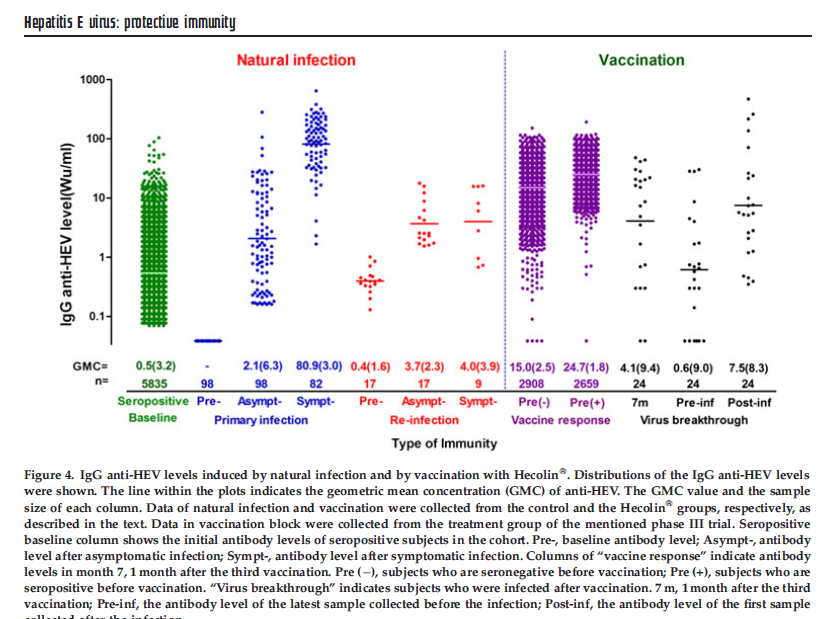 Hepatitis E virus: protective immunity
Natural infection
Vaccination
1000
100
10
1
0.1
IgG anti-HEV level(Wu/ml)
GMC= 0.5(3.2) - 2.1(6.3) 80.9(3.0) 0.4(1.6) 3.7(2.3) 4.0(3.9) 15.0(2.5) 24.7(1.8) 4.1(9.4) 0.6(9.0) 7.5(8.3)
n= 5835 98 98 82 17 17 9 2908 2659 24 24 24
Seropositive Pre- Asympt- Sympt- Pre- Asympt- Sympt- Pre(-) Pre(+) 7m Pre-inf Post-inf
Baseline Primary infection Re-infection Vaccine response Virus breakthrough
Type of Immunity
Figure 4. IgG anti-HEV levels induced by natural infection and by vaccination with Hecolin®. Distributions of the IgG anti-HEV levels
were shown. The line within the plots indicates the geometric mean concentration (GMC) of anti-HEV. The GMC value and the sample
size of each column. Data of natural infection and vaccination were collected from the control and the Hecolin® groups, respectively, as
described in the text. Data in vaccination block were collected from the treatment group of the mentioned phase III trial. Seropositive
baseline column shows the initial antibody levels of seropositive subjects in the cohort. Pre-, baseline antibody level; Asympt-, antibody
level after asymptomatic infection; Sympt-, antibody level after symptomatic infection. Columns of “vaccine response” indicate antibody
levels in month 7, 1 month after the third vaccination. Pre (−), subjects who are seronegative before vaccination; Pre (+), subjects who are
seropositive before vaccination. “Virus breakthrough” indicates subjects who were infected after vaccination. 7 m, 1 month after the third
vaccination; Pre-inf, the antibody level of the latest sample collected before the infection; Post-inf, the antibody level of the first sample
collected after the infection